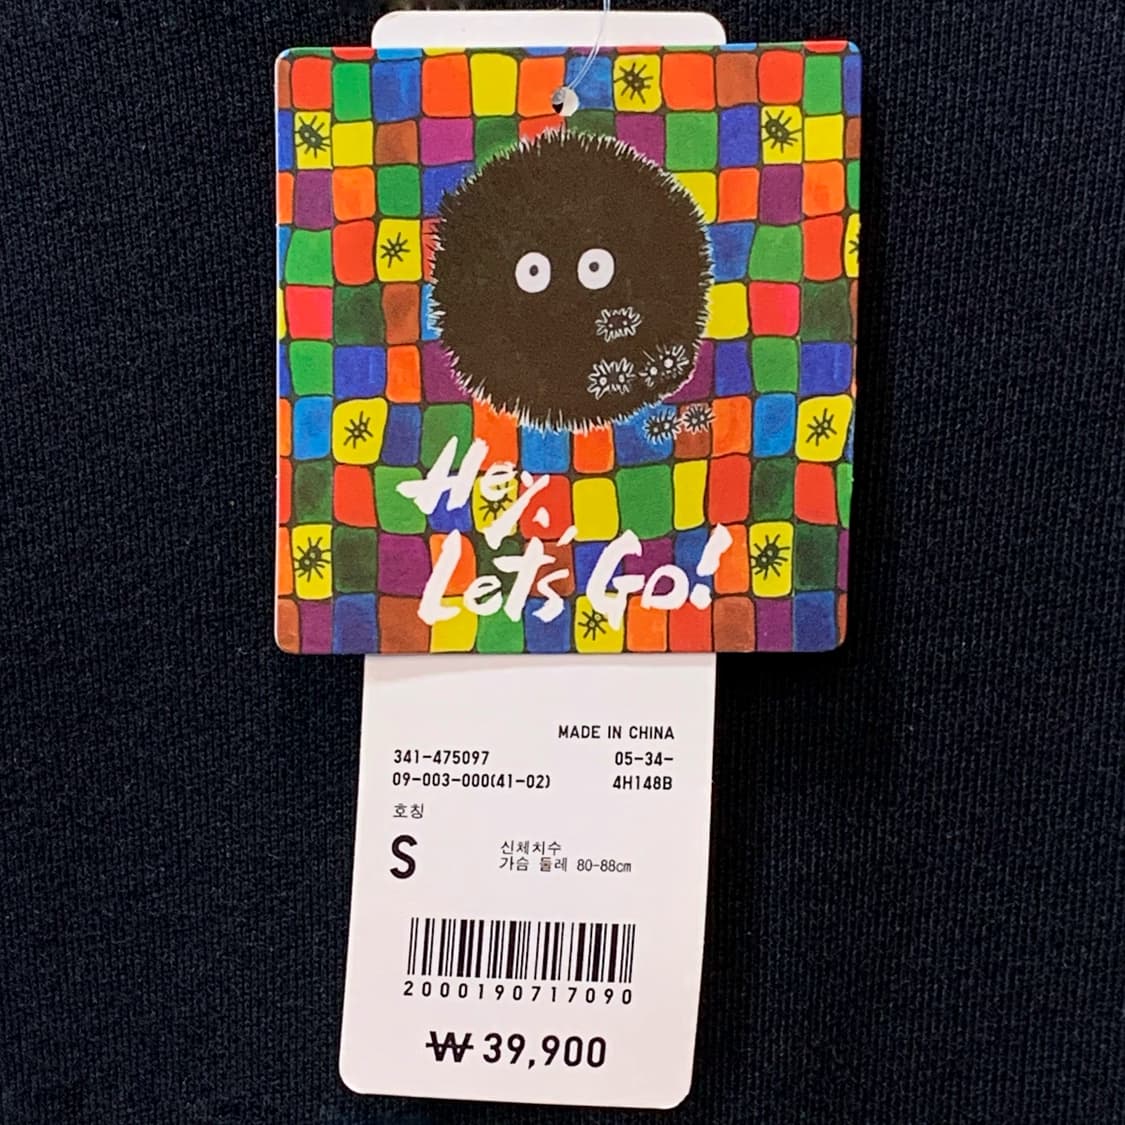 Hey,
Let's Go!
MADE IN CHINA
341-475097 05-34-
09-003-000(41-02) 4H148B
호칭
S
신체치수
가슴 둘레 80-88cm
2000190717090
₩39,900